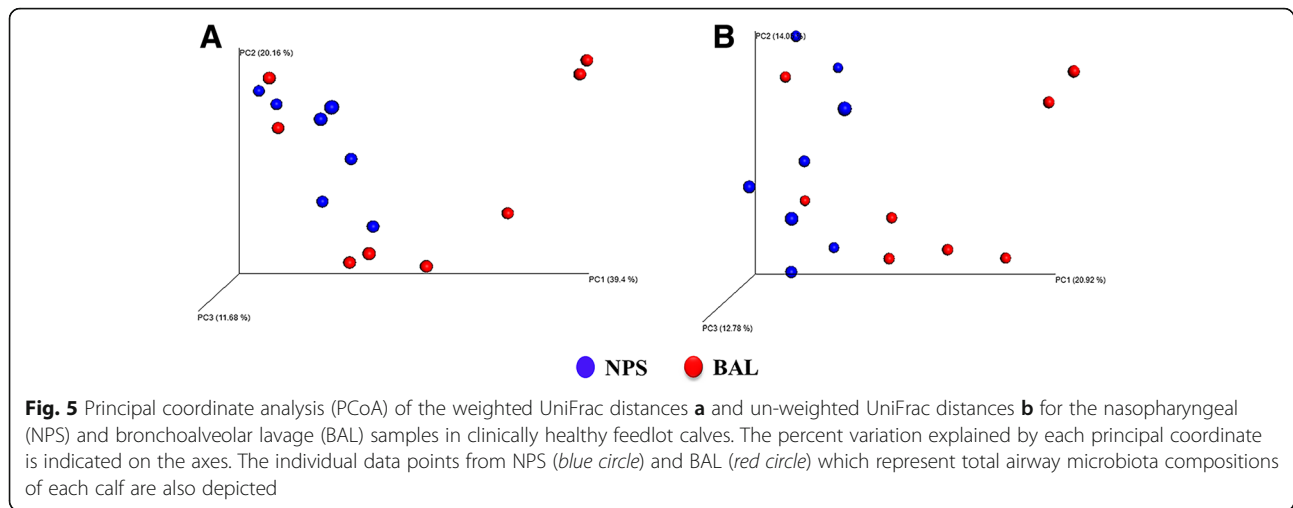 A
B
PC2 (20.16 %)
PC1 (39.4 %)
PC3 (11.68 %)
PC1 (20.92 %)
PC3 (12.78 %)
NPS BAL
Fig. 5 Principal coordinate analysis (PCoA) of the weighted UniFrac distances a and un-weighted UniFrac distances b for the nasopharyngeal
(NPS) and bronchoalveolar lavage (BAL) samples in clinically healthy feedlot calves. The percent variation explained by each principal coordinate
is indicated on the axes. The individual data points from NPS (blue circle) and BAL (red circle) which represent total airway microbiota compositions
of each calf are also depicted